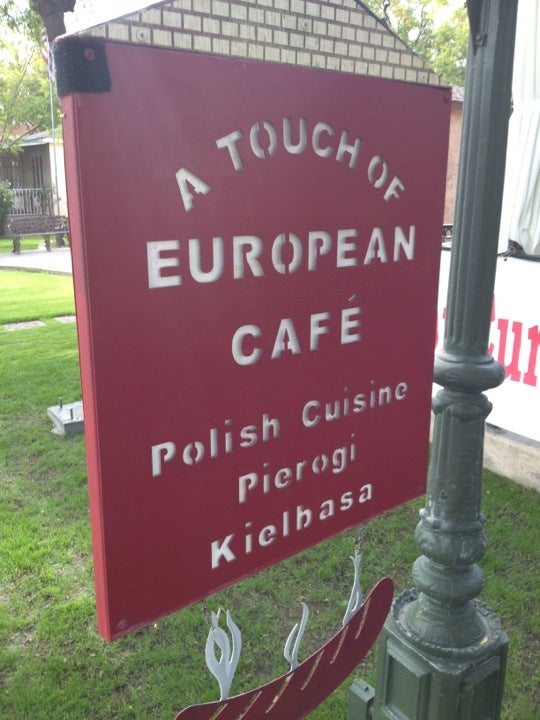 A TOUCH OF
EUROPEAN
CAFÉ
Polish Cuisine
Pierogi
Kielbasa